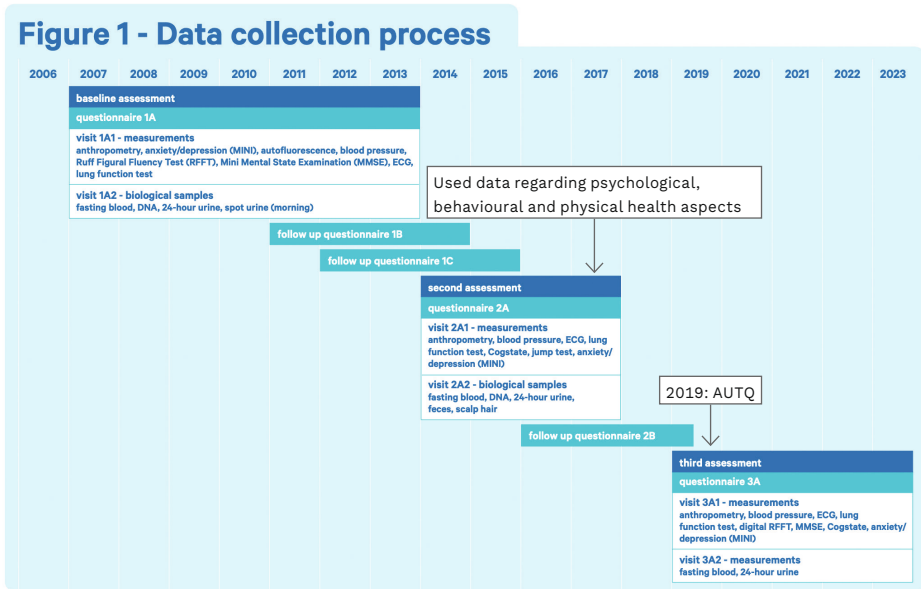 Figure 1 - Data collection process
2006 2007 2008 2009 2010 2011 2012 2013 2014 2015 2016 2017 2018 2019 2020 2021 2022 2023
baseline assessment
questionnaire 1A
visit 1A1 - measurements
anthropometry, anxiety/depression (MINI), autofluorescence, blood pressure,
Ruff Figural Fluency Test (RFFT), Mini Mental State Examination (MMSE), ECG,
lung function test
visit 1A2 - biological samples
fasting blood, DNA, 24-hour urine, spot urine (morning)
Used data regarding psychological,
behavioural and physical health aspects
follow up questionnaire 1B
follow up questionnaire 1C
second assessment
questionnaire 2A
visit 2A1 - measurements
anthropometry, blood pressure, ECG, lung
function test, Cogstate, jump test, anxiety/
depression (MINI)
visit 2A2 - biological samples
fasting blood, DNA, 24-hour urine,
feces, scalp hair
2019: AUTQ
follow up questionnaire 2B
third assessment
questionnaire 3A
visit 3A1 - measurements
anthropometry, blood pressure, ECG, lung
function test, digital RFFT, MMSE, Cogstate, anxiety/
depression (MINI)
visit 3A2 - measurements
fasting blood, 24-hour urine